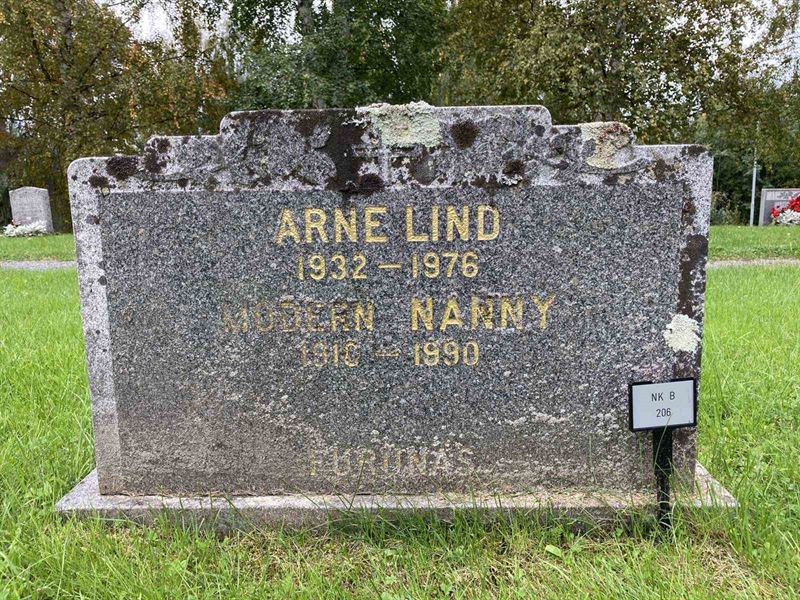 ARNE LIND
1932 – 1976
MODERN NANNY
1910 – 1990
FURUNÄS
NK B
206